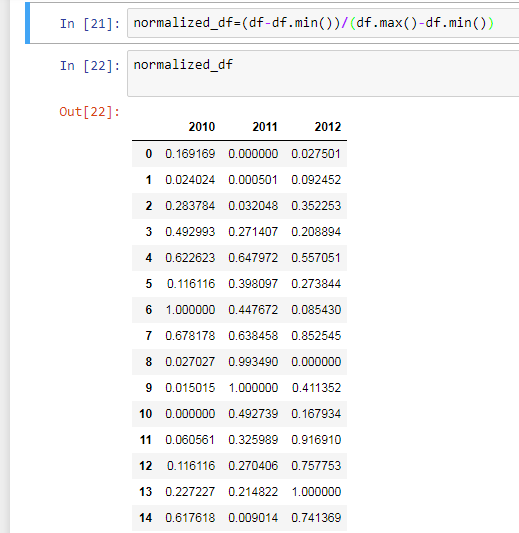 In [21]: normalized_df=(df-df.min())/(df.max()-df.min())
In [22]: normalized_df
Out[22]:
2010 2011 2012
0 0.169169 0.000000 0.027501
1 0.024024 0.000501 0.092452
2 0.283784 0.032048 0.352253
3 0.492993 0.271407 0.208894
4 0.622623 0.647972 0.557051
5 0.116116 0.398097 0.273844
6 1.000000 0.447672 0.085430
7 0.678178 0.638458 0.852545
8 0.027027 0.993490 0.000000
9 0.015015 1.000000 0.411352
10 0.000000 0.492739 0.167934
11 0.060561 0.325989 0.916910
12 0.116116 0.270406 0.757753
13 0.227227 0.214822 1.000000
14 0.617618 0.009014 0.741369